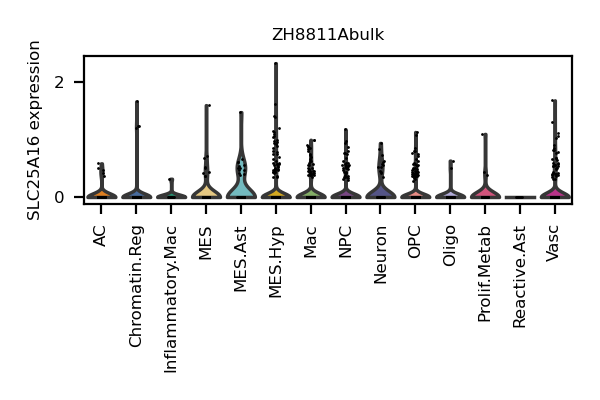 ZH8811Abulk
SLC25A16 expression
2
0
AC
Chromatin.Reg
Inflammatory.Mac
MES
MES.Ast
MES.Hyp
Mac
NPC
Neuron
OPC
Oligo
Prolif.Metab
Reactive.Ast
Vasc